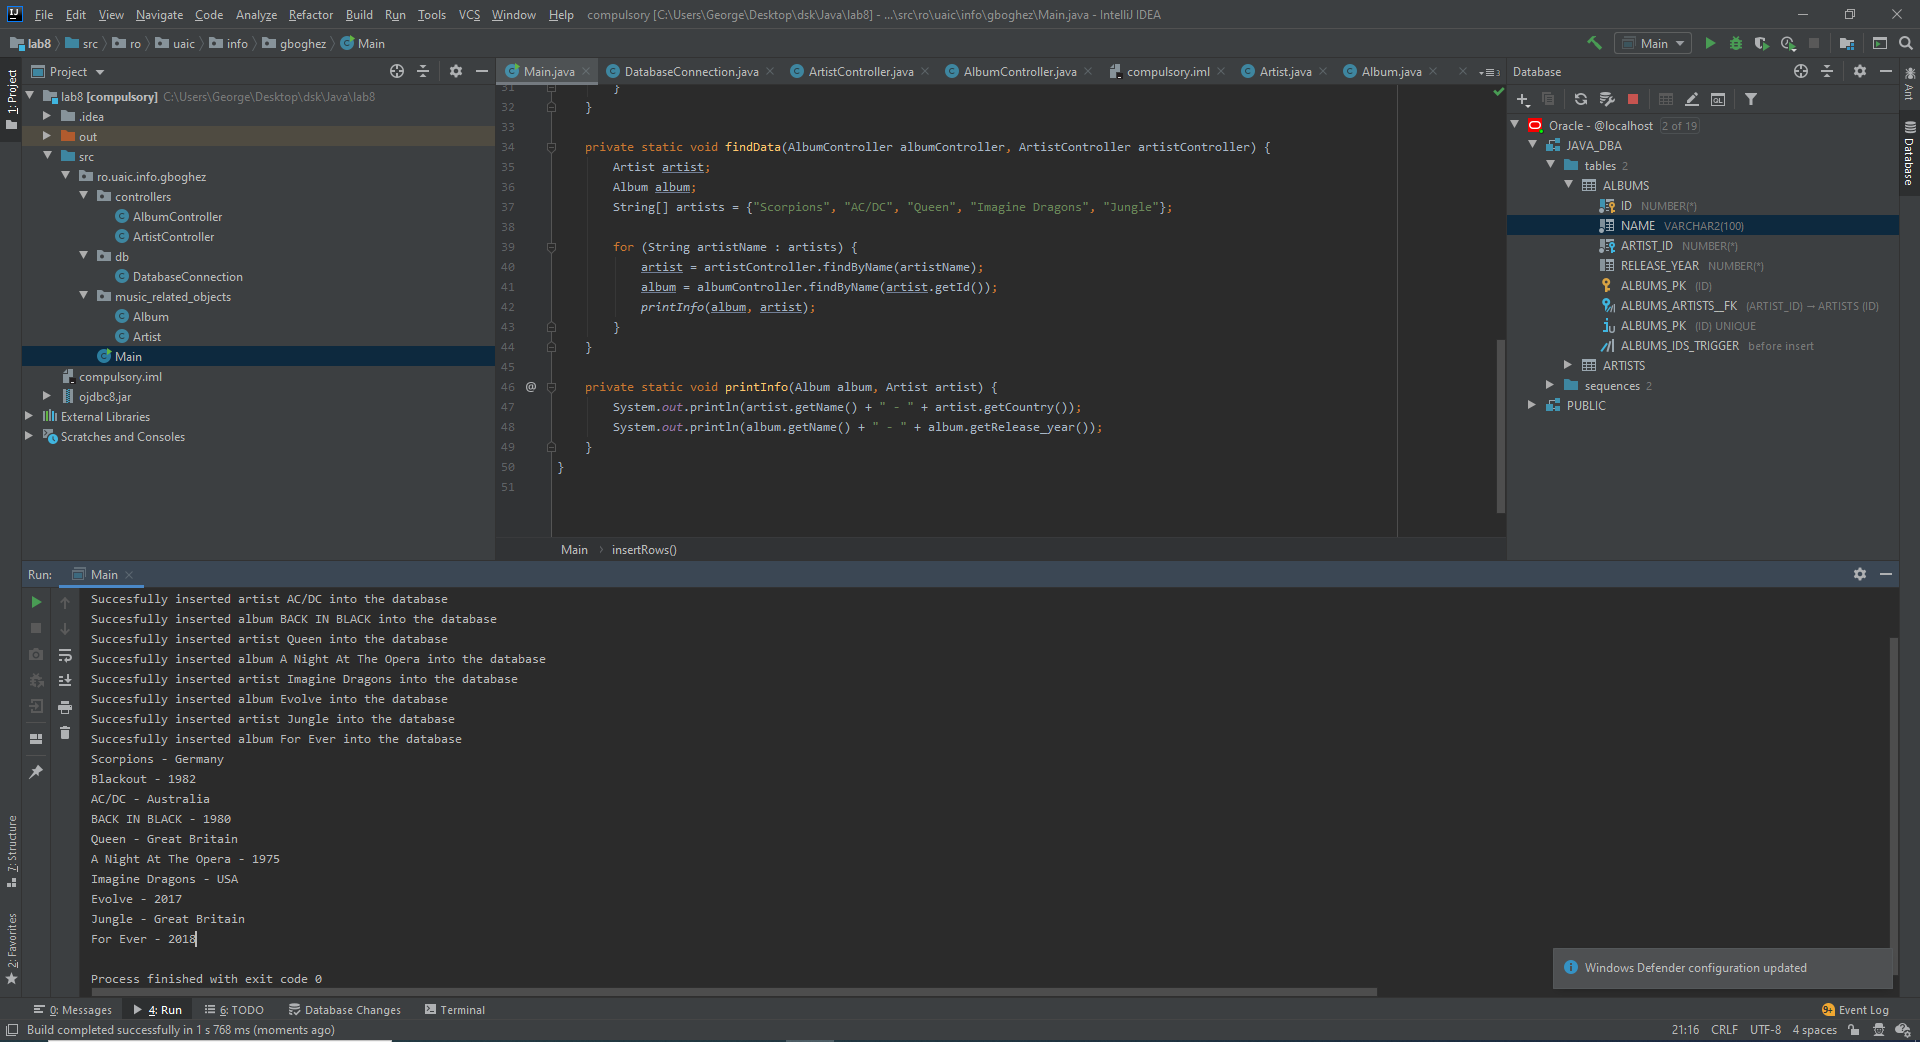 File Edit View Navigate Code Analyze Refactor Build Run Tools VCS Window Help compulsory [C:\Users\George\Desktop\dsk\Java\lab8] - ...\src\ro\uaic\info\gboghez\Main.java - IntelliJ IDEA
lab8 src ro uaic info gboghez Main
Main
Project
Main.java DatabaseConnection.java ArtistController.java AlbumController.java compulsory.iml Artist.java Album.java
Database
1: Project
7: Structure
2: Favorites
Ant
Database
lab8 [compulsory] C:\Users\George\Desktop\dsk\Java\lab8
.idea
out
src
ro.uaic.info.gboghez
controllers
AlbumController
ArtistController
db
DatabaseConnection
music_related_objects
Album
Artist
Main
compulsory.iml
ojdbc8.jar
External Libraries
Scratches and Consoles
31 }
32 }
33
34 private static void findData(AlbumController albumController, ArtistController artistController) {
35 Artist artist;
36 Album album;
37 String[] artists = {"Scorpions", "AC/DC", "Queen", "Imagine Dragons", "Jungle"};
38
39 for (String artistName : artists) {
40 artist = artistController.findByName(artistName);
41 album = albumController.findByName(artist.getId());
42 printInfo(album, artist);
43 }
44 }
45
46 @ private static void printInfo(Album album, Artist artist) {
47 System.out.println(artist.getName() + " - " + artist.getCountry());
48 System.out.println(album.getName() + " - " + album.getRelease_year());
49 }
50 }
51
Main insertRows()
Oracle - @localhost 2 of 19
JAVA_DBA
tables 2
ALBUMS
ID NUMBER(*)
NAME VARCHAR2(100)
ARTIST_ID NUMBER(*)
RELEASE_YEAR NUMBER(*)
ALBUMS_PK (ID)
ALBUMS_ARTISTS__FK (ARTIST_ID) → ARTISTS (ID)
ALBUMS_PK (ID) UNIQUE
ALBUMS_IDS_TRIGGER before insert
ARTISTS
sequences 2
PUBLIC
Run: Main
Succesfully inserted artist AC/DC into the database
Succesfully inserted album BACK IN BLACK into the database
Succesfully inserted artist Queen into the database
Succesfully inserted album A Night At The Opera into the database
Succesfully inserted artist Imagine Dragons into the database
Succesfully inserted album Evolve into the database
Succesfully inserted artist Jungle into the database
Succesfully inserted album For Ever into the database
Scorpions - Germany
Blackout - 1982
AC/DC - Australia
BACK IN BLACK - 1980
Queen - Great Britain
A Night At The Opera - 1975
Imagine Dragons - USA
Evolve - 2017
Jungle - Great Britain
For Ever - 2018
Process finished with exit code 0
Windows Defender configuration updated
0: Messages 4: Run 6: TODO Database Changes Terminal Event Log
Build completed successfully in 1 s 768 ms (moments ago) 21:16 CRLF UTF-8 4 spaces